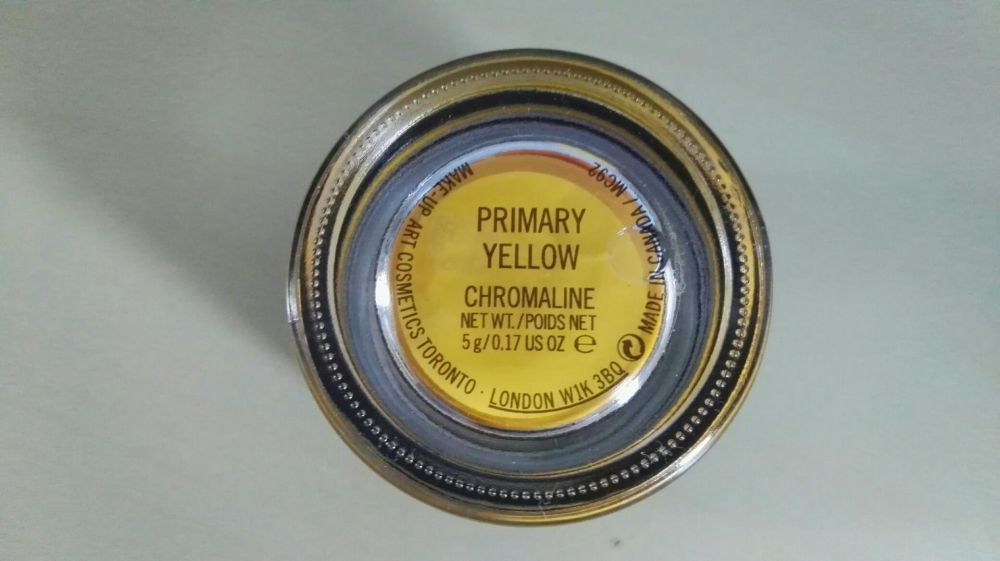 PRIMARY
YELLOW
CHROMALINE
NET WT./POIDS NET
5 g/0.17 US OZ e
MAKE-UP ART COSMETICS TORONTO · LONDON W1K 3BQ
MADE IN CANADA / MC92